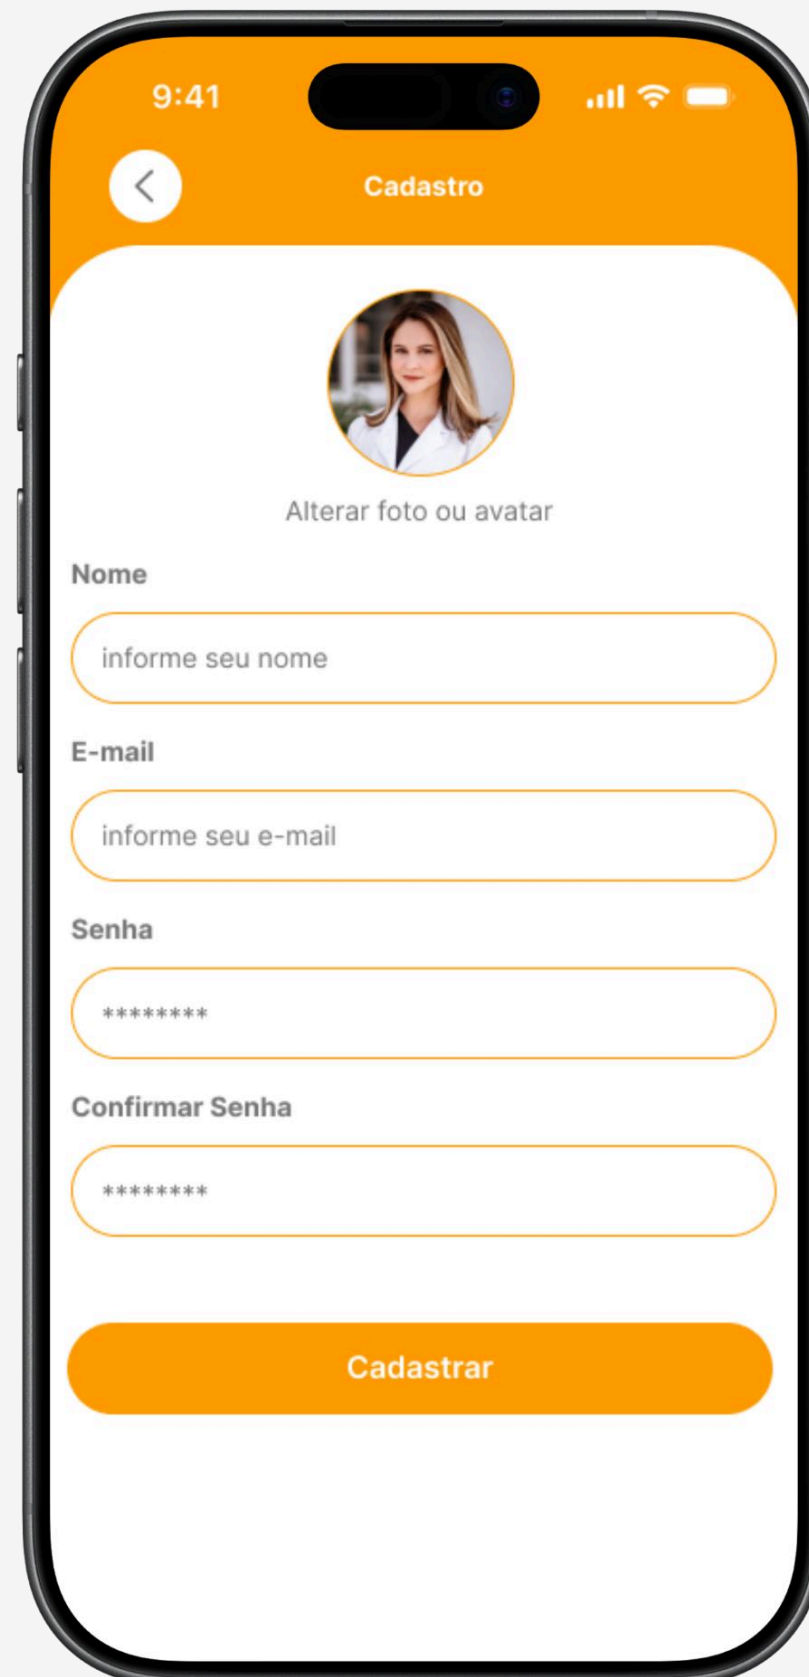 9:41
Cadastro
Alterar foto ou avatar
Nome
informe seu nome
E-mail
informe seu e-mail
Senha
********
Confirmar Senha
********
Cadastrar